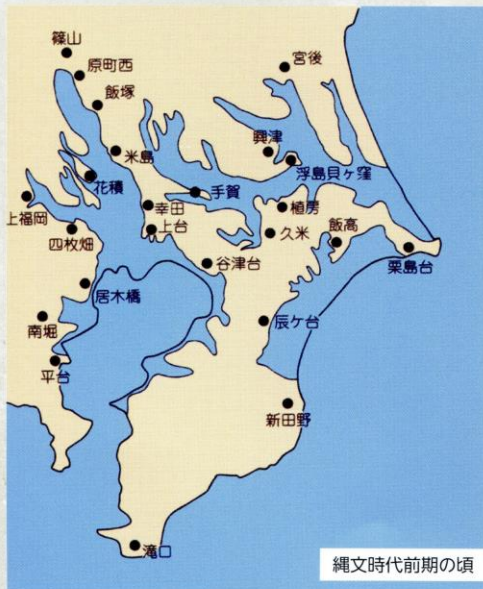 篠山
原町西
飯塚
宮後
米島
興津
浮島貝ヶ窪
花積
手賀
上福岡
幸田
植房
四枚畑
上台
久米
飯高
粟島台
谷津台
居木橋
南堀
辰ケ台
平台
新田野
滝口
縄文時代前期の頃